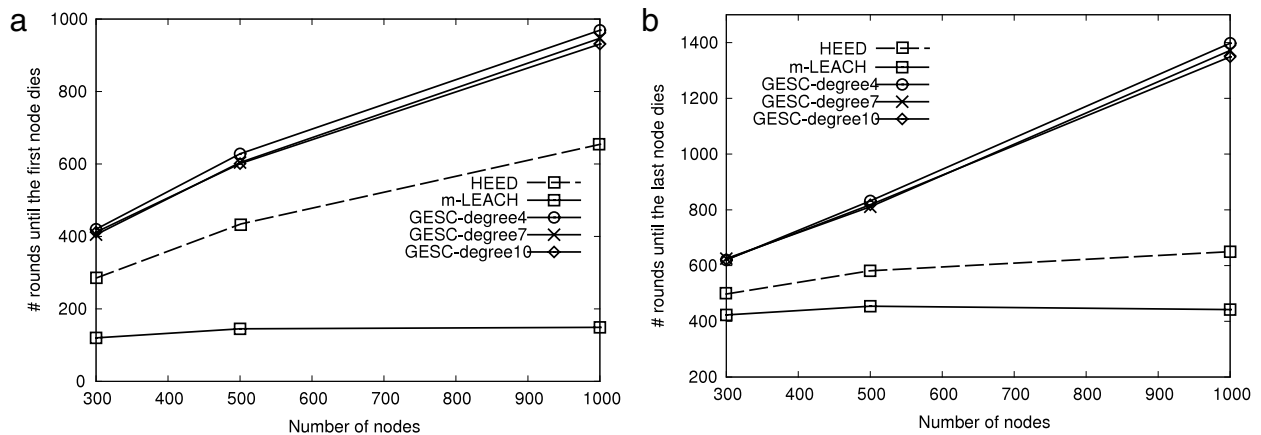 a
# rounds until the first node dies
1000
800
600
400
200
0
HEED
m-LEACH
GESC-degree4
GESC-degree7
GESC-degree10
300 400 500 600 700 800 900 1000
Number of nodes
b
# rounds until the last node dies
1400
1200
1000
800
600
400
200
HEED
m-LEACH
GESC-degree4
GESC-degree7
GESC-degree10
300 400 500 600 700 800 900 1000
Number of nodes